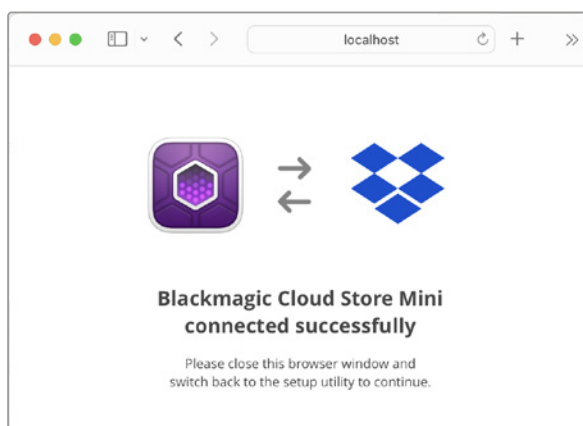 localhost
Blackmagic Cloud Store Mini
connected successfully
Please close this browser window and
switch back to the setup utility to continue.